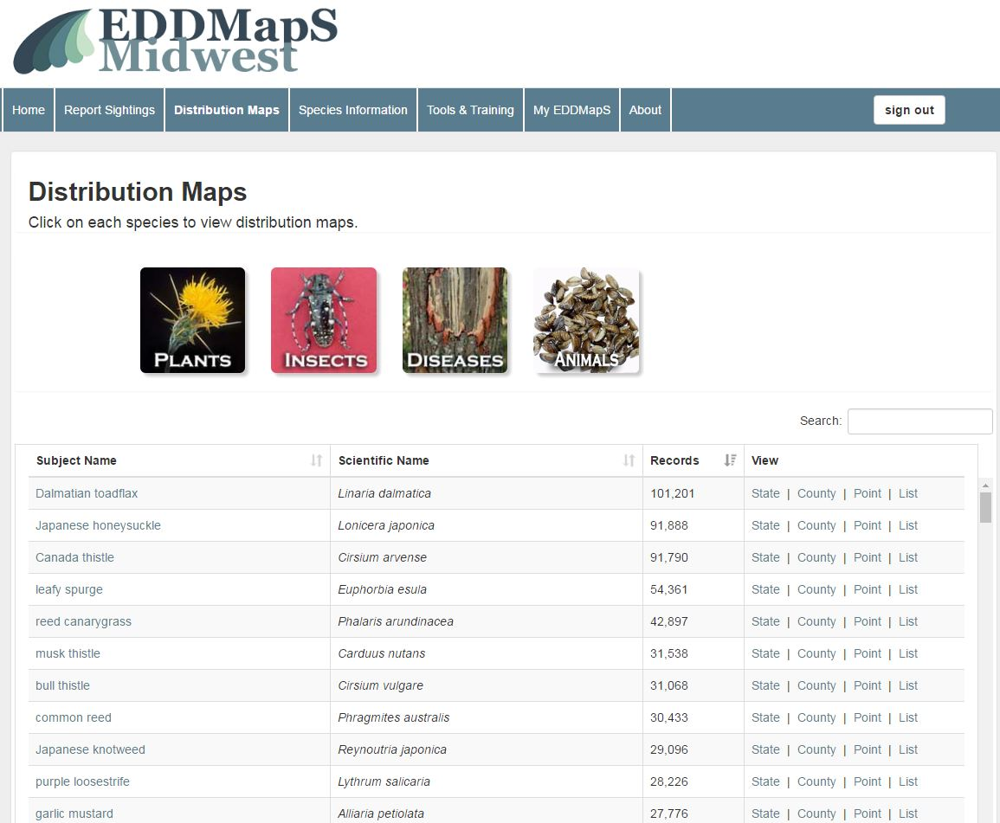 EDDMapS
Midwest
Home Report Sightings Distribution Maps Species Information Tools & Training My EDDMapS About sign out
Distribution Maps
Click on each species to view distribution maps.
PLANTS INSECTS DISEASES ANIMALS
Search:
Subject Name Scientific Name Records View
Dalmatian toadflax Linaria dalmatica 101,201 State | County | Point | List
Japanese honeysuckle Lonicera japonica 91,888 State | County | Point | List
Canada thistle Cirsium arvense 91,790 State | County | Point | List
leafy spurge Euphorbia esula 54,361 State | County | Point | List
reed canarygrass Phalaris arundinacea 42,897 State | County | Point | List
musk thistle Carduus nutans 31,538 State | County | Point | List
bull thistle Cirsium vulgare 31,068 State | County | Point | List
common reed Phragmites australis 30,433 State | County | Point | List
Japanese knotweed Reynoutria japonica 29,096 State | County | Point | List
purple loosestrife Lythrum salicaria 28,226 State | County | Point | List
garlic mustard Alliaria petiolata 27,776 State | County | Point | List